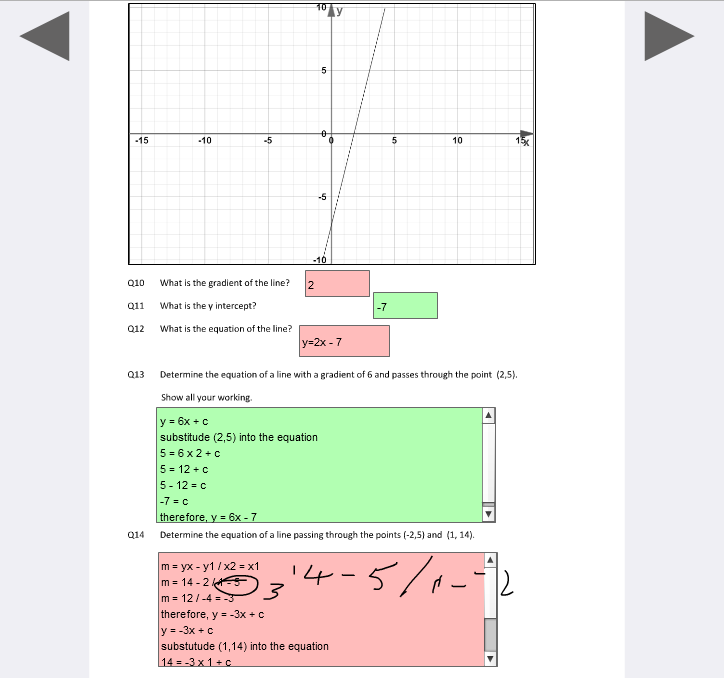 10
y
5
-15 -10 -5 0 0 5 10 15
x
-5
-10
Q10 What is the gradient of the line? 2
Q11 What is the y intercept? -7
Q12 What is the equation of the line? y=2x - 7
Q13 Determine the equation of a line with a gradient of 6 and passes through the point (2,5).
Show all your working.
y = 6x + c
substitude (2,5) into the equation
5 = 6 x 2 + c
5 = 12 + c
5 - 12 = c
-7 = c
therefore, y = 6x - 7
Q14 Determine the equation of a line passing through the points (-2,5) and (1, 14).
m = yx - y1 / x2 = x1
m = 14 - 2 / 1 - 5 3 14 - 5 / 1 - -2
m = 12 / -4 = -3
therefore, y = -3x + c
y = -3x + c
substutude (1,14) into the equation
14 = -3 x 1 + c